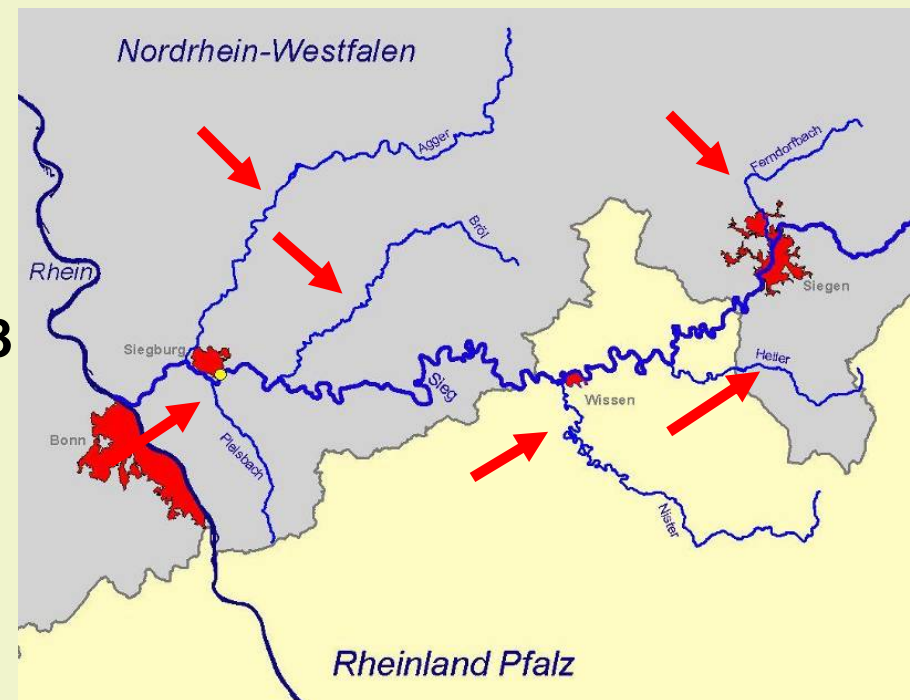 Nordrhein-Westfalen
Agger
Ferndorfbach
Bröl
Rhein
Siegen
Siegburg
Heller
Sieg
Wissen
Bonn
Pleisbach
Nister
Rheinland Pfalz